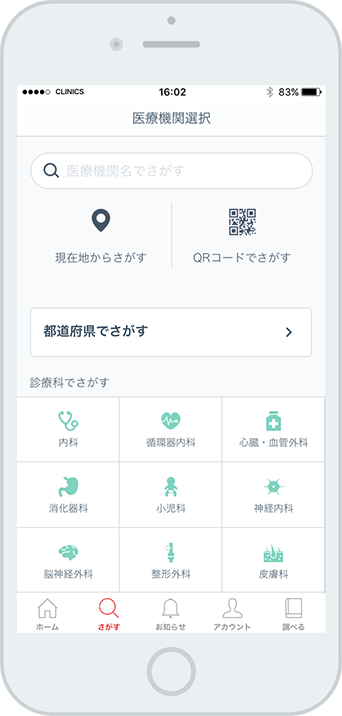 CLINICS 16:02 83%
医療機関選択
医療機関名でさがす
現在地からさがす QRコードでさがす
都道府県でさがす
診療科でさがす
内科 循環器内科 心臓・血管外科
消化器科 小児科 神経内科
脳神経外科 整形外科 皮膚科
ホーム さがす お知らせ アカウント 調べる